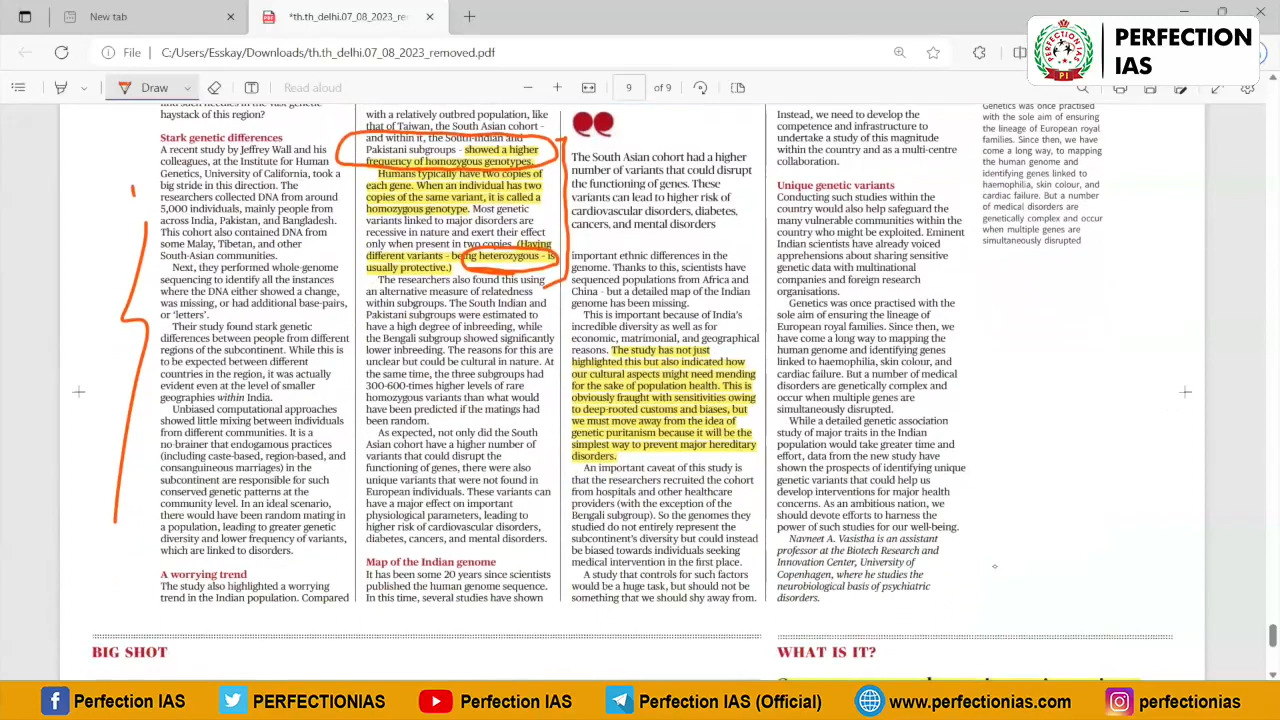 New tab
*th.th_delhi.07_08_2023_rem
File
C:/Users/Esskay/Downloads/th.th_delhi.07_08_2023_removed.pdf
PERFECTION
IAS
PI
Draw
Read aloud
9
of 9
haystack of this region?
Stark genetic differences
A recent study by Jeffrey Wall and his
colleagues, at the Institute for Human
Genetics, University of California, took a
big stride in this direction. The
researchers collected DNA from around
5,000 individuals, mainly people from
across India, Pakistan, and Bangladesh.
This cohort also contained DNA from
some Malay, Tibetan, and other
South-Asian communities.
Next, they performed whole-genome
sequencing to identify all the instances
where the DNA either showed a change,
was missing, or had additional base-pairs,
or ‘letters’.
Their study found stark genetic
differences between people from different
regions of the subcontinent. While this is
to be expected between different
countries in the region, it was actually
evident even at the level of smaller
geographies within India.
Unbiased computational approaches
showed little mixing between individuals
from different communities. It is a
no-brainer that endogamous practices
(including caste-based, region-based, and
consanguineous marriages) in the
subcontinent are responsible for such
conserved genetic patterns at the
community level. In an ideal scenario,
there would have been random mating in
a population, leading to greater genetic
diversity and lower frequency of variants,
which are linked to disorders.
A worrying trend
The study also highlighted a worrying
trend in the Indian population. Compared
with a relatively outbred population, like
that of Taiwan, the South Asian cohort –
and within it, the South-Indian and
Pakistani subgroups – showed a higher
frequency of homozygous genotypes.
Humans typically have two copies of
each gene. When an individual has two
copies of the same variant, it is called a
homozygous genotype. Most genetic
variants linked to major disorders are
recessive in nature and exert their effect
only when present in two copies. (Having
different variants – being heterozygous – is
usually protective.)
The researchers also found this using
an alternative measure of relatedness
within subgroups. The South Indian and
Pakistani subgroups were estimated to
have a high degree of inbreeding, while
the Bengali subgroup showed significantly
lower inbreeding. The reasons for this are
unclear but could be cultural in nature. At
the same time, the three subgroups had
300-600-times higher levels of rare
homozygous variants than what would
have been predicted if the matings had
been random.
As expected, not only did the South
Asian cohort have a higher number of
variants that could disrupt the
functioning of genes, there were also
unique variants that were not found in
European individuals. These variants can
have a major effect on important
physiological parameters, leading to
higher risk of cardiovascular disorders,
diabetes, cancers, and mental disorders.
Map of the Indian genome
It has been some 20 years since scientists
published the human genome sequence.
In this time, several studies have shown
The South Asian cohort had a higher
number of variants that could disrupt
the functioning of genes. These
variants can lead to higher risk of
cardiovascular disorders, diabetes,
cancers, and mental disorders
important ethnic differences in the
genome. Thanks to this, scientists have
sequenced populations from Africa and
China – but a detailed map of the Indian
genome has been missing.
This is important because of India’s
incredible diversity as well as for
economic, matrimonial, and geographical
reasons. The study has not just
highlighted this but also indicated how
our cultural aspects might need mending
for the sake of population health. This is
obviously fraught with sensitivities owing
to deep-rooted customs and biases, but
we must move away from the idea of
genetic puritanism because it will be the
simplest way to prevent major hereditary
disorders.
An important caveat of this study is
that the researchers recruited the cohort
from hospitals and other healthcare
providers (with the exception of the
Bengali subgroup). So the genomes they
studied do not entirely represent the
subcontinent’s diversity but could instead
be biased towards individuals seeking
medical intervention in the first place.
A study that controls for such factors
would be a huge task, but should not be
something that we should shy away from.
Instead, we need to develop the
competence and infrastructure to
undertake a study of this magnitude
within the country and as a multi-centre
collaboration.
Unique genetic variants
Conducting such studies within the
country would also help safeguard the
many vulnerable communities within the
country who might be exploited. Eminent
Indian scientists have already voiced
apprehensions about sharing sensitive
genetic data with multinational
companies and foreign research
organisations.
Genetics was once practised with the
sole aim of ensuring the lineage of
European royal families. Since then, we
have come a long way to mapping the
human genome and identifying genes
linked to haemophilia, skin colour, and
cardiac failure. But a number of medical
disorders are genetically complex and
occur when multiple genes are
simultaneously disrupted.
While a detailed genetic association
study of major traits in the Indian
population would take greater time and
effort, data from the new study have
shown the prospects of identifying unique
genetic variants that could help us
develop interventions for major health
concerns. As an ambitious nation, we
should devote efforts to harness the
power of such studies for our well-being.
Navneet A. Vasistha is an assistant
professor at the Biotech Research and
Innovation Center, University of
Copenhagen, where he studies the
neurobiological basis of psychiatric
disorders.
Genetics was once practised
with the sole aim of ensuring
the lineage of European royal
families. Since then, we have
come a long way, to mapping
the human genome and
identifying genes linked to
haemophilia, skin colour, and
cardiac failure. But a number
of medical disorders are
genetically complex and occur
when multiple genes are
simultaneously disrupted
BIG SHOT
WHAT IS IT?
Perfection IAS
PERFECTIONIAS
Perfection IAS
Perfection IAS (Official)
www.perfectionias.com
perfectionias